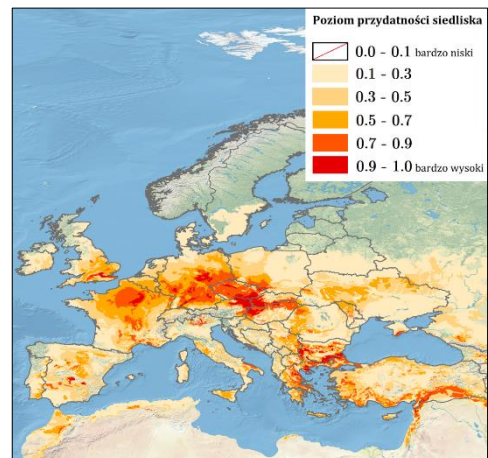 Poziom przydatności siedliska
0.0 - 0.1 bardzo niski
0.1 - 0.3
0.3 - 0.5
0.5 - 0.7
0.7 - 0.9
0.9 - 1.0 bardzo wysoki